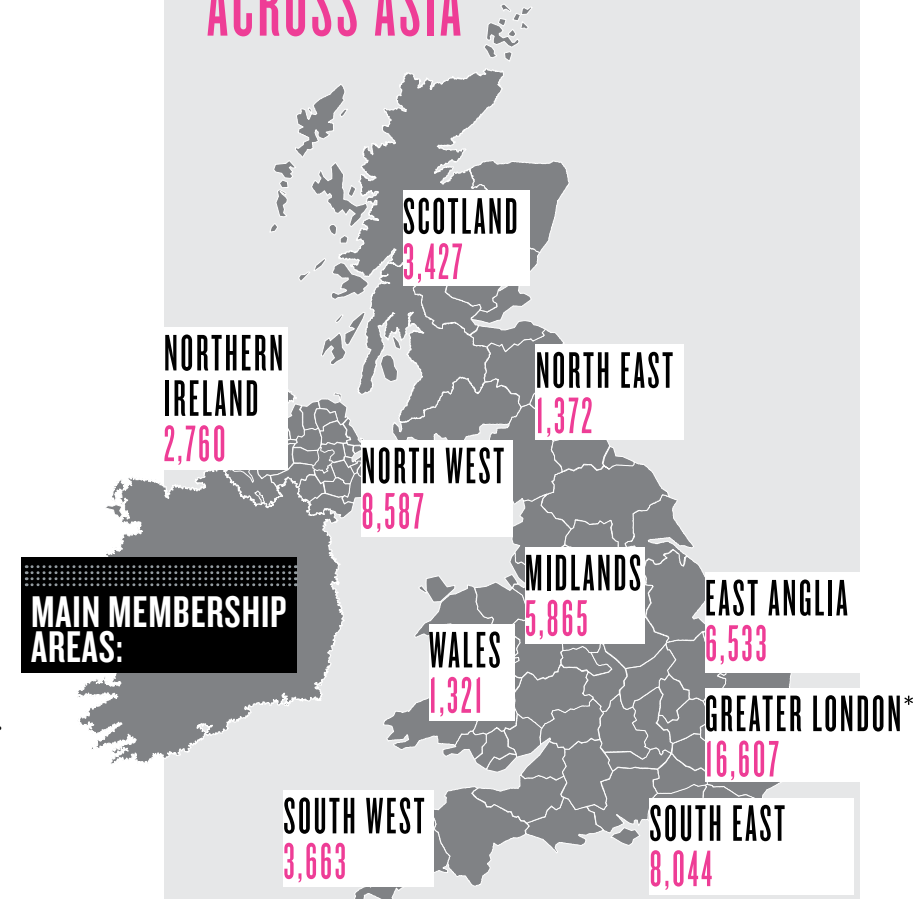 ACROSS ASIA
SCOTLAND
3,427
NORTHERN
IRELAND
2,760
NORTH EAST
1,372
NORTH WEST
8,587
MAIN MEMBERSHIP
AREAS:
MIDLANDS
5,865
EAST ANGLIA
6,533
WALES
1,321
GREATER LONDON*
16,607
SOUTH WEST
3,663
SOUTH EAST
8,044